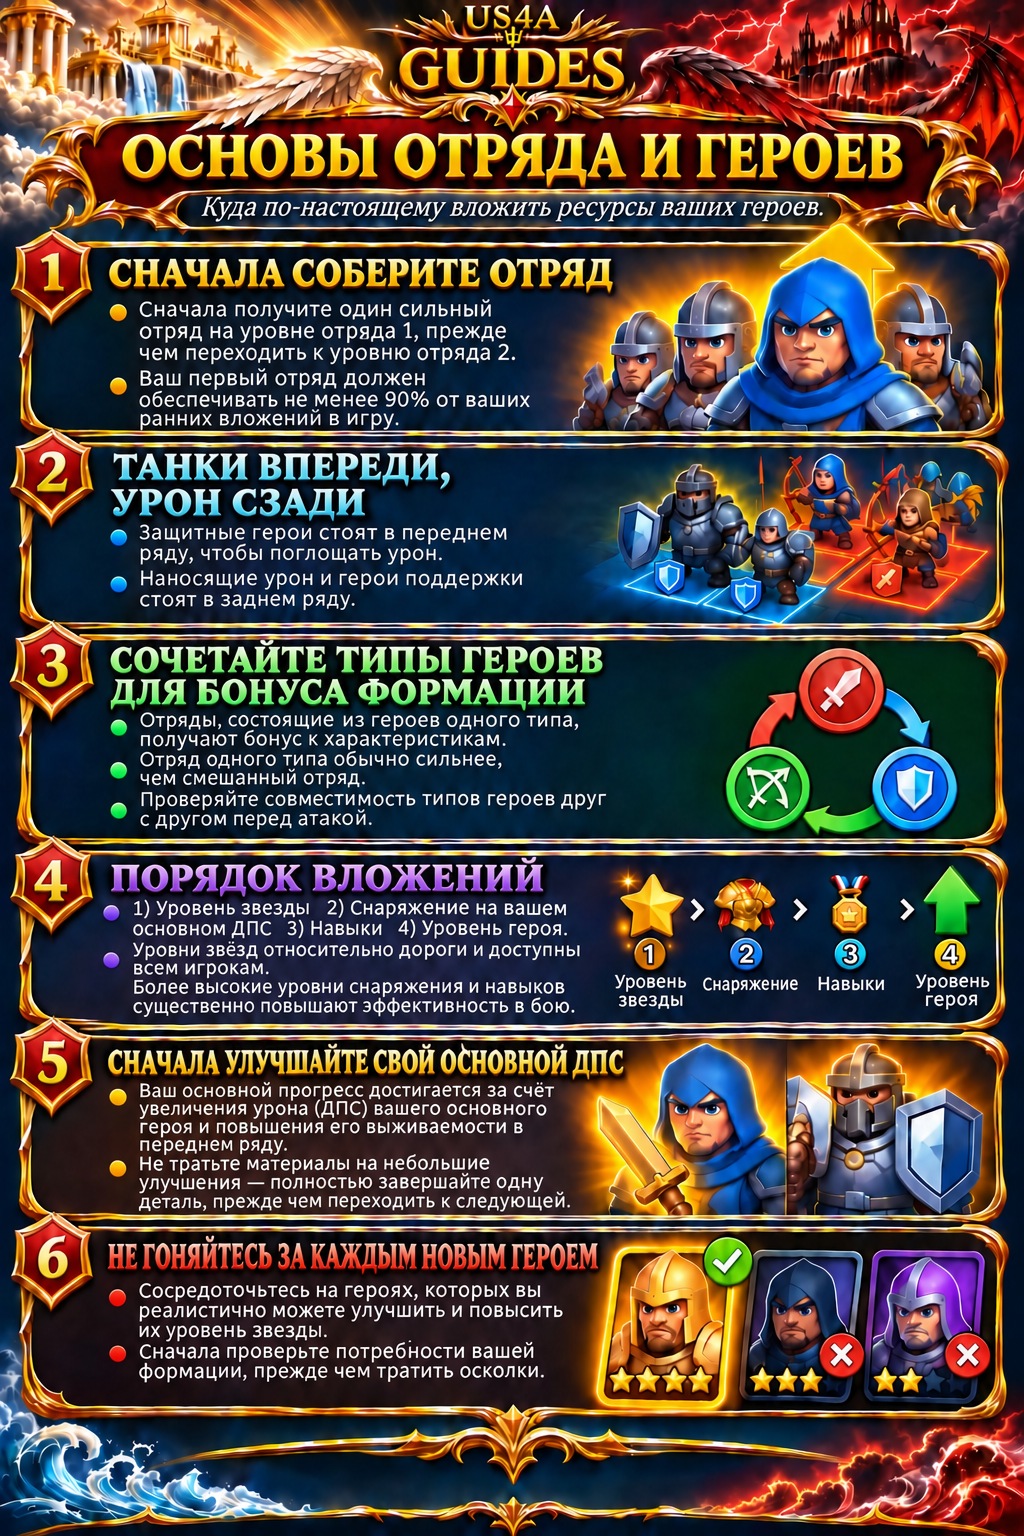 US4A
GUIDES
ОСНОВЫ ОТРЯДА И ГЕРОЕВ
Куда по-настоящему вложить ресурсы ваших героев.
1
СНАЧАЛА СОБЕРИТЕ ОТРЯД
Сначала получите один сильный
отряд на уровне отряда 1, прежде
чем переходить к уровню отряда 2.
Ваш первый отряд должен
обеспечивать не менее 90% от ваших
ранних вложений в игру.
2
ТАНКИ ВПЕРЕДИ,
УРОН СЗАДИ
Защитные герои стоят в переднем
ряду, чтобы поглощать урон.
Наносящие урон и герои поддержки
стоят в заднем ряду.
3
СОЧЕТАЙТЕ ТИПЫ ГЕРОЕВ
ДЛЯ БОНУСА ФОРМАЦИИ
Отряды, состоящие из героев одного типа,
получают бонус к характеристикам.
Отряд одного типа обычно сильнее,
чем смешанный отряд.
Проверяйте совместимость типов героев друг
с другом перед атакой.
4
ПОРЯДОК ВЛОЖЕНИЙ
1) Уровень звезды 2) Снаряжение на вашем
основном ДПС 3) Навыки 4) Уровень героя.
Уровни звёзд относительно дороги и доступны
всем игрокам.
Более высокие уровни снаряжения и навыков
существенно повышают эффективность в бою.
1 2 3 4
Уровень звезды
Снаряжение
Навыки
Уровень героя
5
СНАЧАЛА УЛУЧШАЙТЕ СВОЙ ОСНОВНОЙ ДПС
Ваш основной прогресс достигается за счёт
увеличения урона (ДПС) вашего основного
героя и повышения его выживаемости в
переднем ряду.
Не тратьте материалы на небольшие
улучшения — полностью завершайте одну
деталь, прежде чем переходить к следующей.
6
НЕ ГОНЯЙТЕСЬ ЗА КАЖДЫМ НОВЫМ ГЕРОЕМ
Сосредоточьтесь на героях, которых вы
реалистично можете улучшить и повысить
их уровень звезды.
Сначала проверьте потребности вашей
формации, прежде чем тратить осколки.